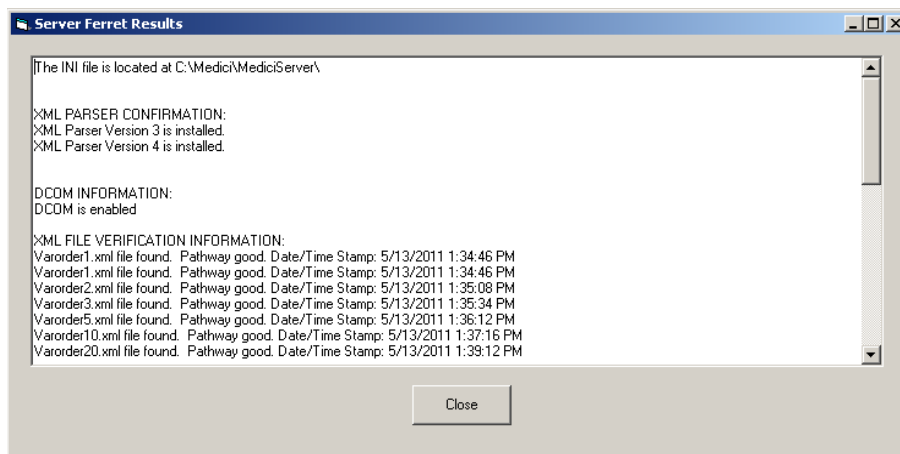 Server Ferret Results
The INI file is located at C:\Medici\MediciServer\
XML PARSER CONFIRMATION:
XML Parser Version 3 is installed.
XML Parser Version 4 is installed.
DCOM INFORMATION:
DCOM is enabled
XML FILE VERIFICATION INFORMATION:
Varorder1.xml file found.  Pathway good. Date/Time Stamp: 5/13/2011 1:34:46 PM
Varorder1.xml file found.  Pathway good. Date/Time Stamp: 5/13/2011 1:34:46 PM
Varorder2.xml file found.  Pathway good. Date/Time Stamp: 5/13/2011 1:35:08 PM
Varorder3.xml file found.  Pathway good. Date/Time Stamp: 5/13/2011 1:35:34 PM
Varorder5.xml file found.  Pathway good. Date/Time Stamp: 5/13/2011 1:36:12 PM
Varorder10.xml file found.  Pathway good. Date/Time Stamp: 5/13/2011 1:37:16 PM
Varorder20.xml file found.  Pathway good. Date/Time Stamp: 5/13/2011 1:39:12 PM
Close